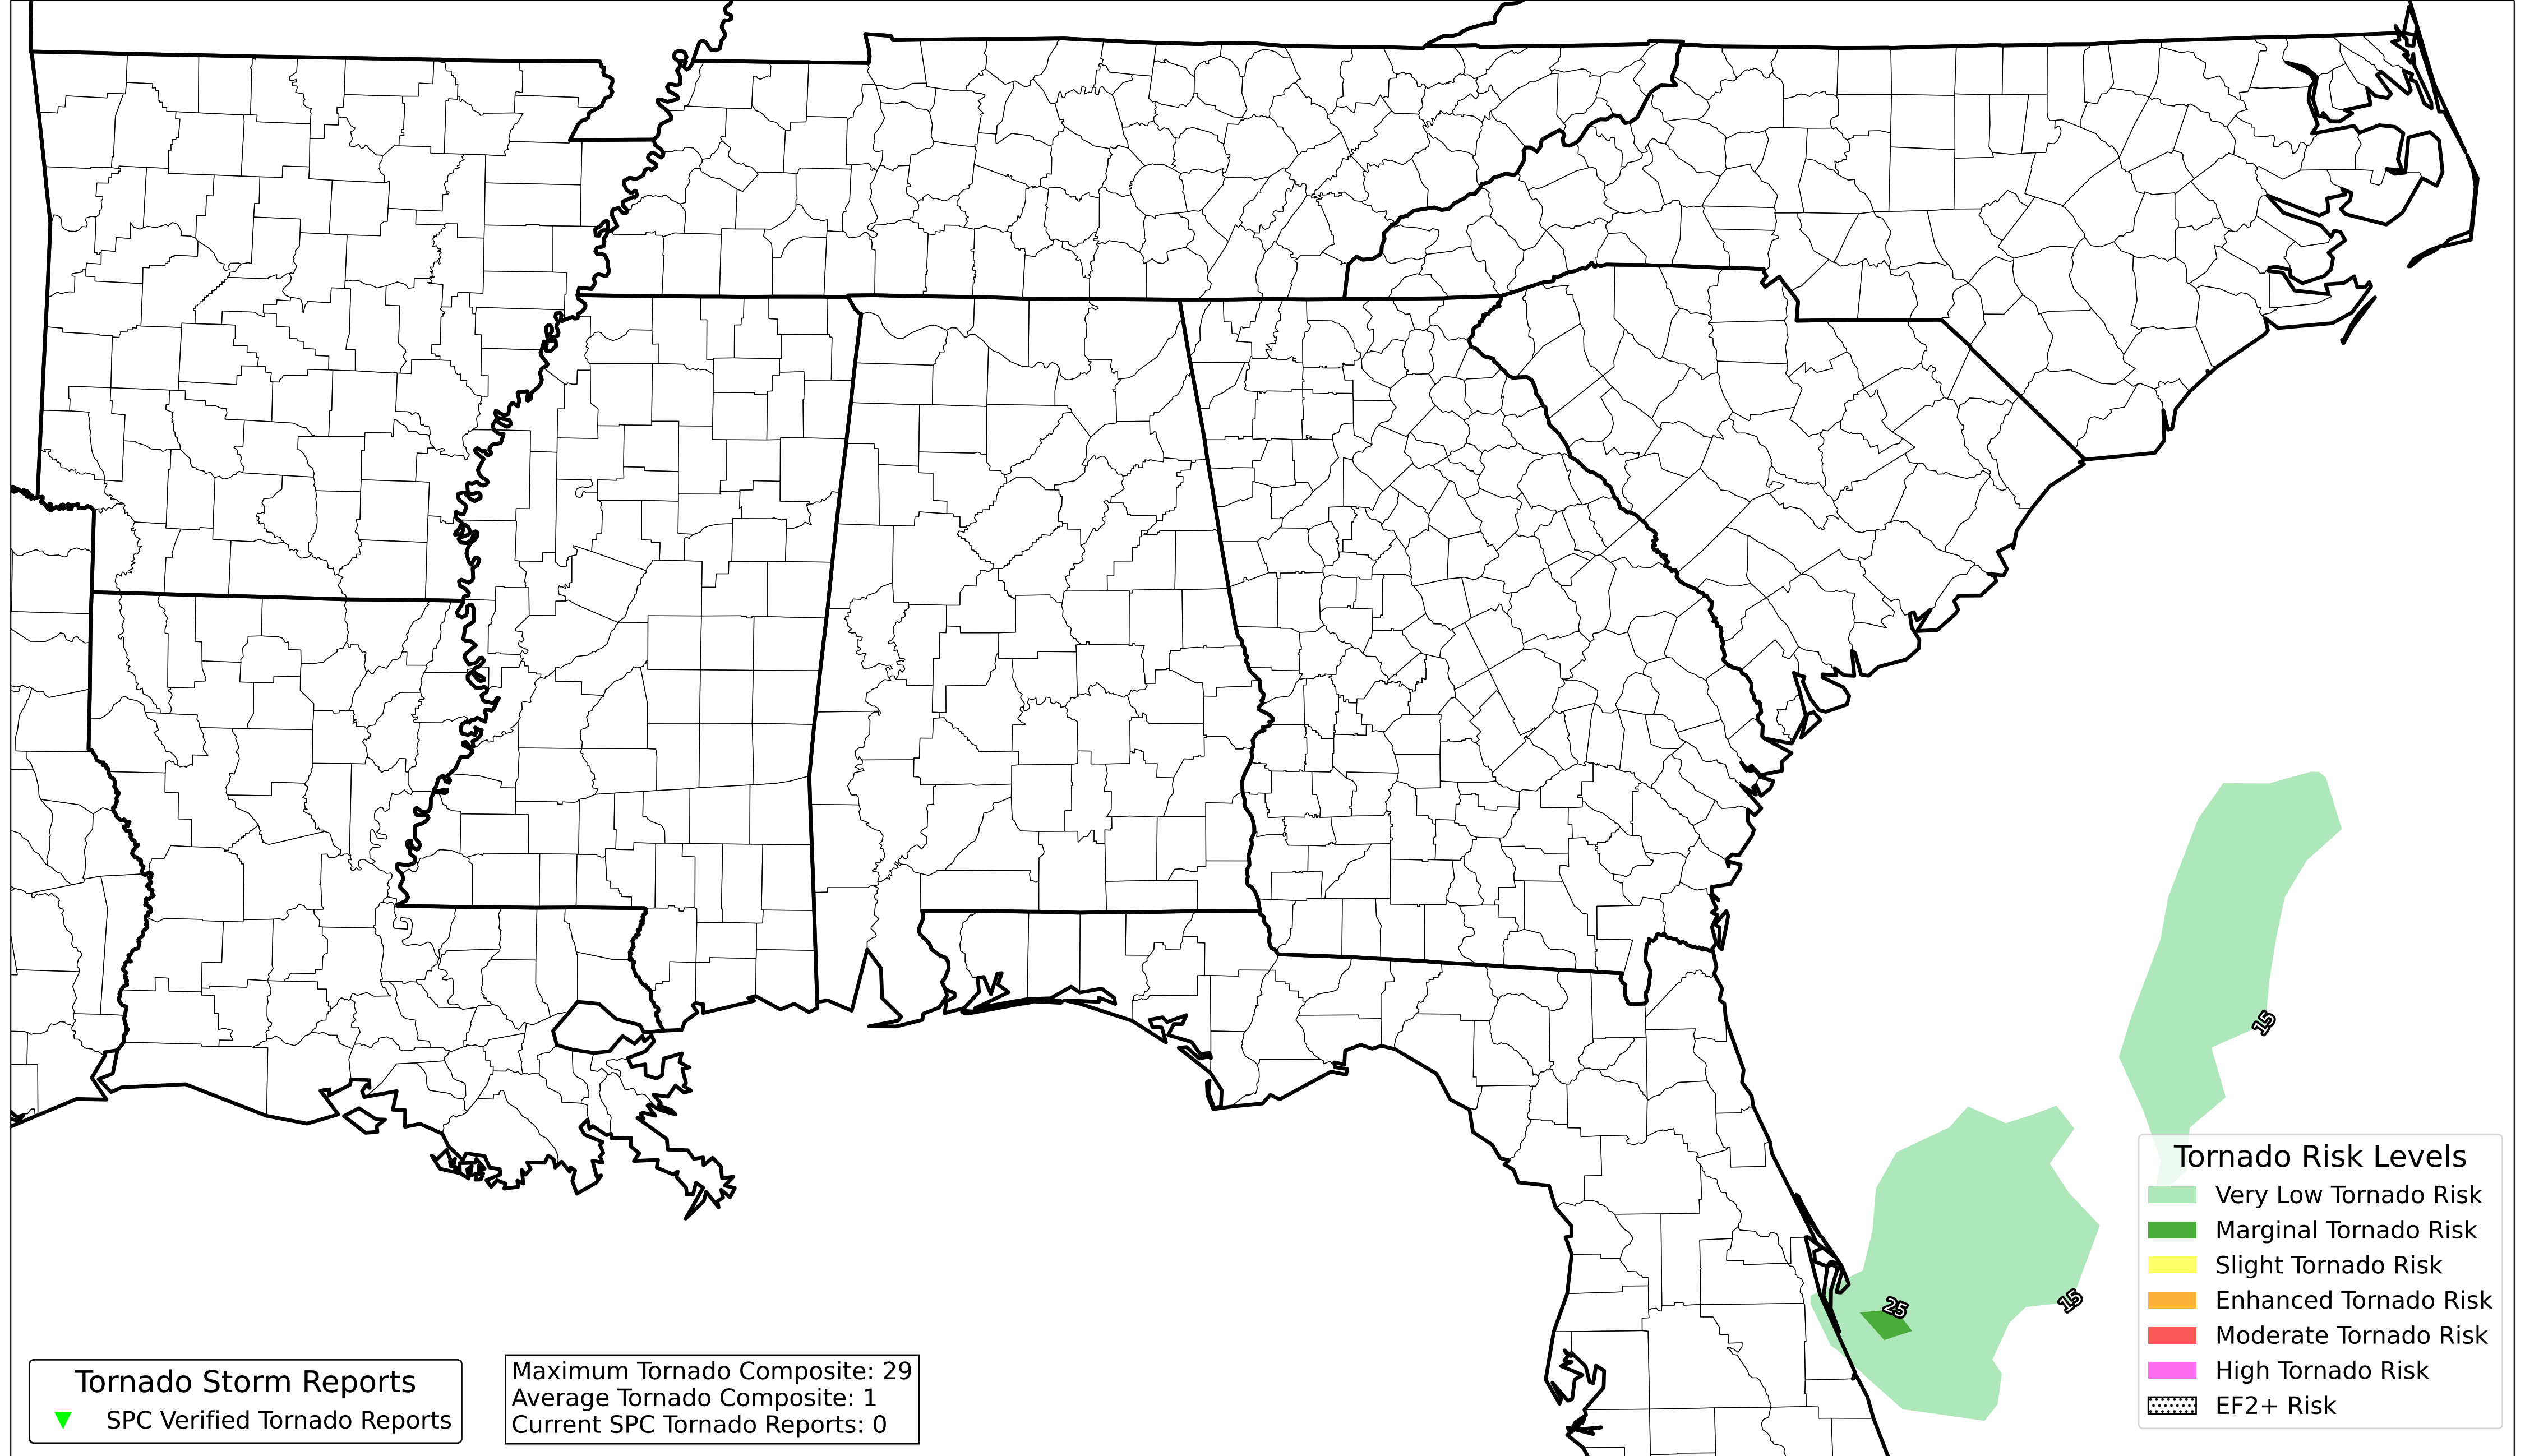 15
25
15
Tornado Risk Levels
Very Low Tornado Risk
Marginal Tornado Risk
Slight Tornado Risk
Enhanced Tornado Risk
Moderate Tornado Risk
High Tornado Risk
EF2+ Risk
Tornado Storm Reports
SPC Verified Tornado Reports
Maximum Tornado Composite: 29
Average Tornado Composite: 1
Current SPC Tornado Reports: 0